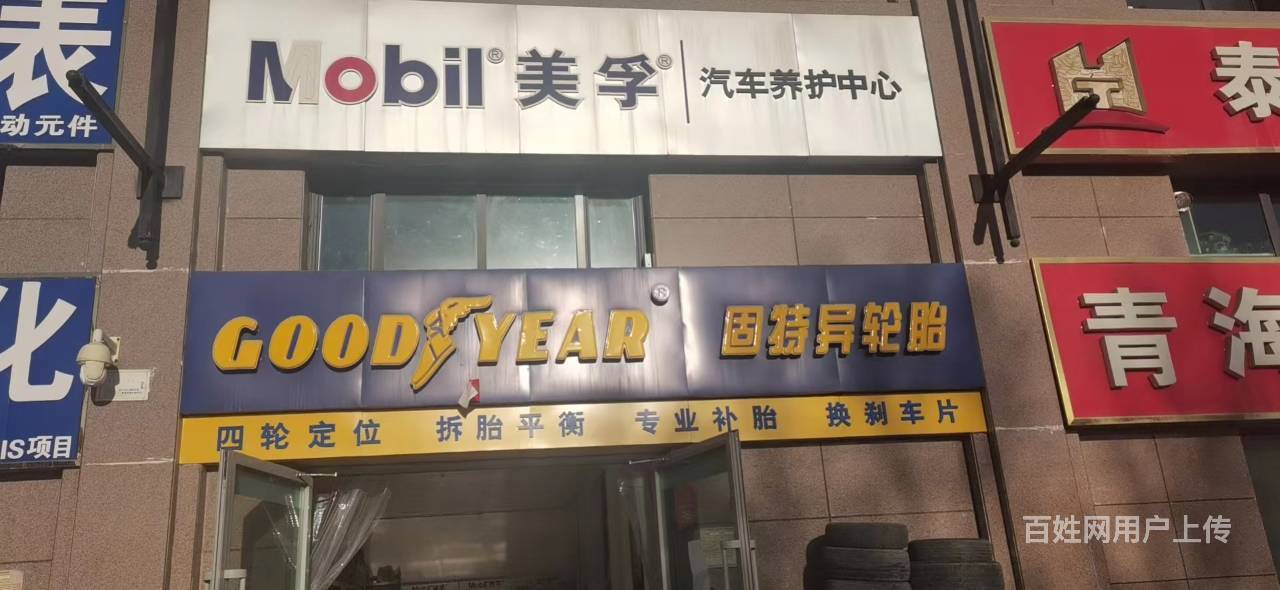 表
动元件
Mobil® 美孚® | 汽车养护中心
泰
化
IS项目
GOODYEAR® 固特异轮胎
四轮定位 拆胎平衡 专业补胎 换刹车片
青海
百姓网用户上传